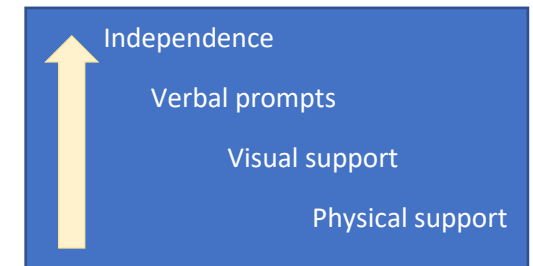 Independence
Verbal prompts
Visual support
Physical support